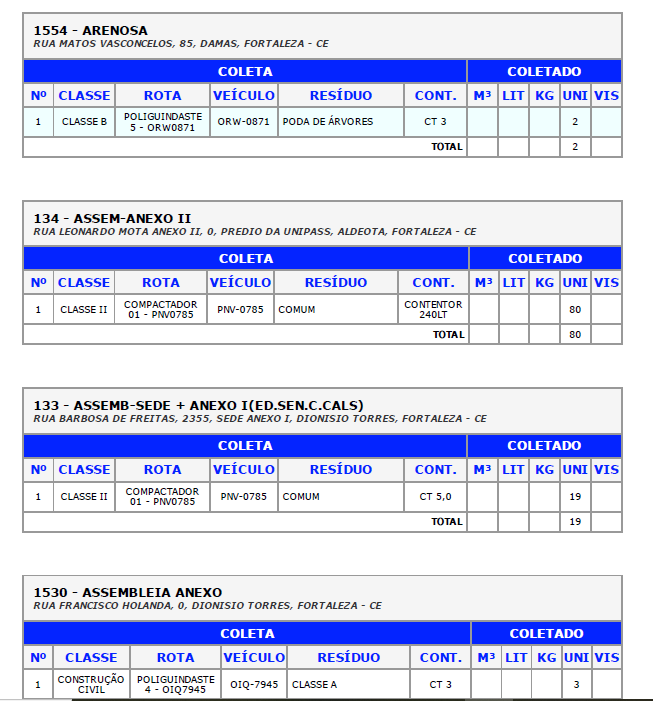 1554 - ARENOSA
RUA MATOS VASCONCELOS, 85, DAMAS, FORTALEZA - CE
COLETA COLETADO
Nº CLASSE ROTA VEÍCULO RESÍDUO CONT. M³ LIT KG UNI VIS
1 CLASSE B POLIGUINDASTE 5 - ORW0871 ORW-0871 PODA DE ÁRVORES CT 3 2
TOTAL 2
134 - ASSEM-ANEXO II
RUA LEONARDO MOTA ANEXO II, 0, PREDIO DA UNIPASS, ALDEOTA, FORTALEZA - CE
COLETA COLETADO
Nº CLASSE ROTA VEÍCULO RESÍDUO CONT. M³ LIT KG UNI VIS
1 CLASSE II COMPACTADOR 01 - PNV0785 PNV-0785 COMUM CONTENTOR 240LT 80
TOTAL 80
133 - ASSEMB-SEDE + ANEXO I(ED.SEN.C.CALS)
RUA BARBOSA DE FREITAS, 2355, SEDE ANEXO I, DIONISIO TORRES, FORTALEZA - CE
COLETA COLETADO
Nº CLASSE ROTA VEÍCULO RESÍDUO CONT. M³ LIT KG UNI VIS
1 CLASSE II COMPACTADOR 01 - PNV0785 PNV-0785 COMUM CT 5,0 19
TOTAL 19
1530 - ASSEMBLEIA ANEXO
RUA FRANCISCO HOLANDA, 0, DIONISIO TORRES, FORTALEZA - CE
COLETA COLETADO
Nº CLASSE ROTA VEÍCULO RESÍDUO CONT. M³ LIT KG UNI VIS
1 CONSTRUÇÃO CIVIL POLIGUINDASTE 4 - OIQ7945 OIQ-7945 CLASSE A CT 3 3